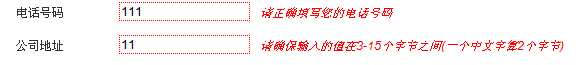 电话号码 111 请正确填写您的电话号码
公司地址 11 请确保输入的值在3-15个字节之间(一个中文字算2个字节)